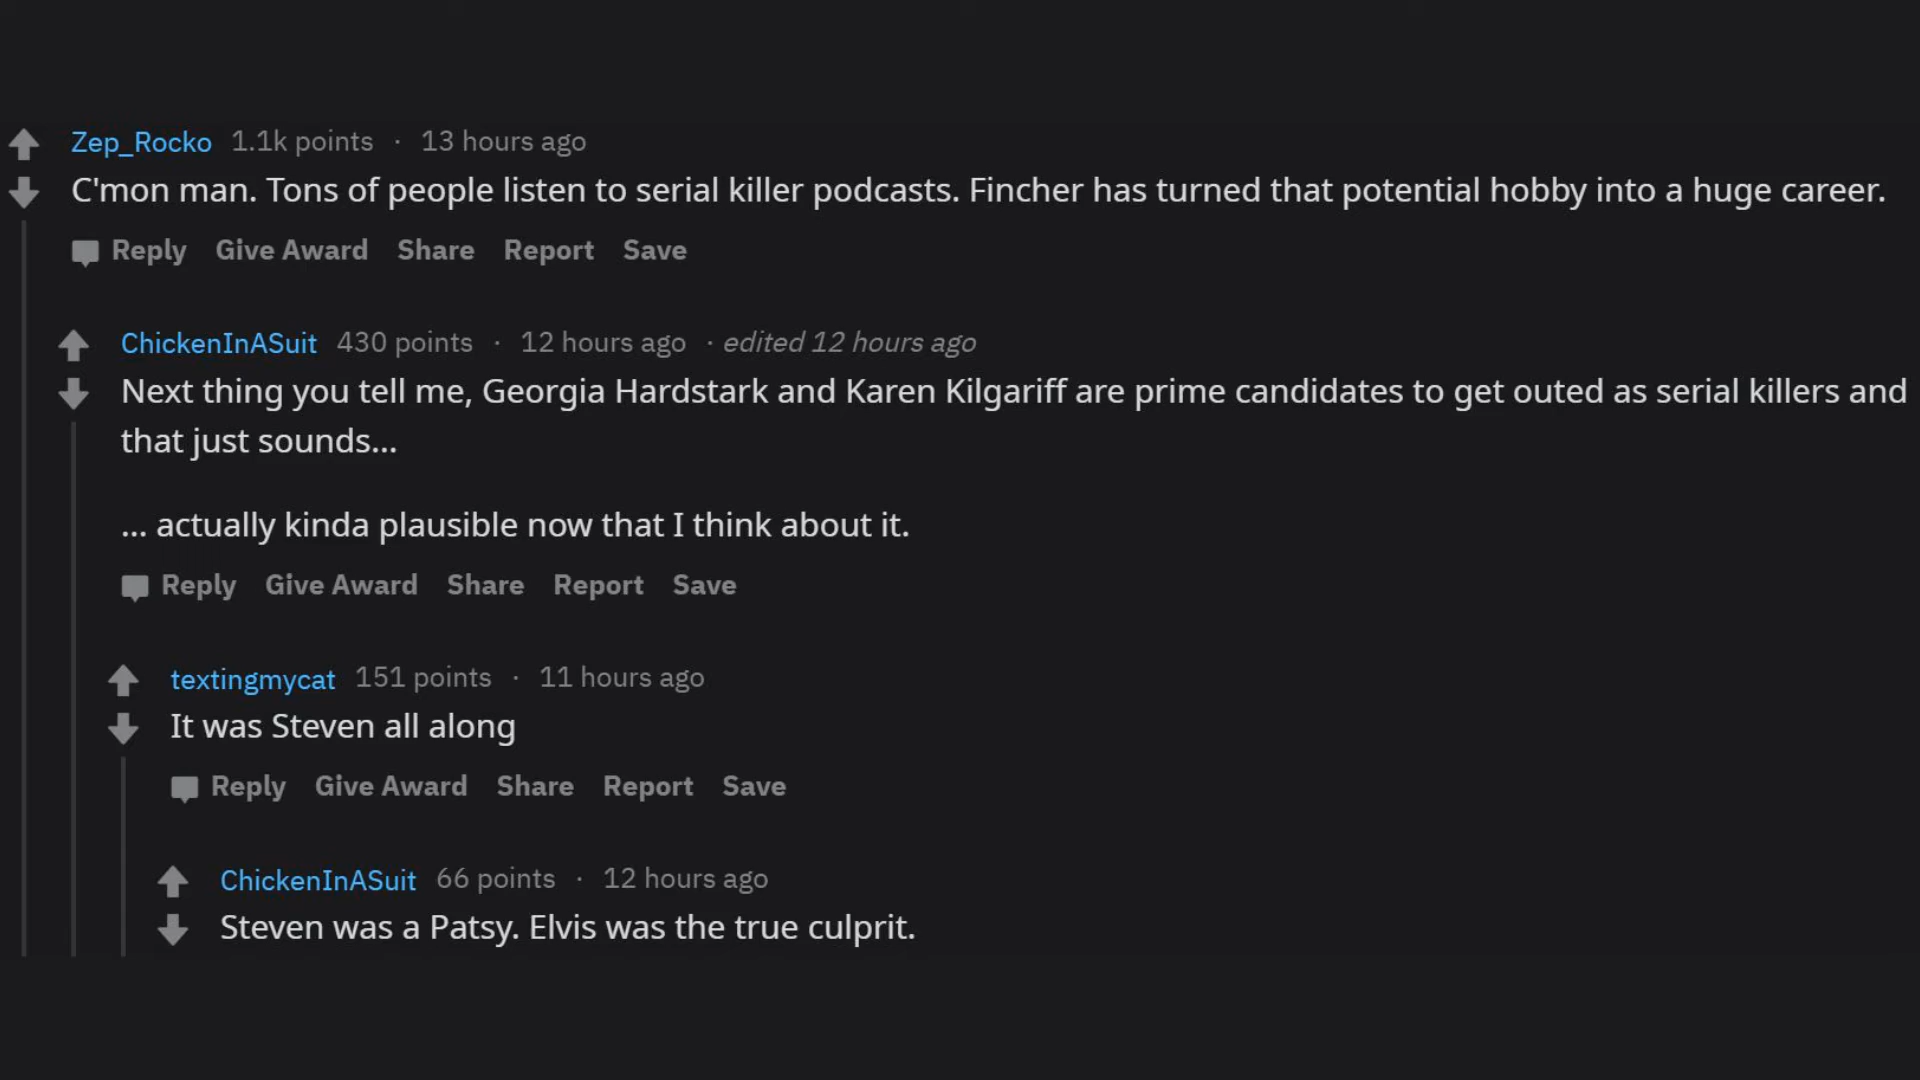 Zep_Rocko 1.1k points · 13 hours ago
C'mon man. Tons of people listen to serial killer podcasts. Fincher has turned that potential hobby into a huge career.
Reply Give Award Share Report Save
ChickenInASuit 430 points · 12 hours ago · edited 12 hours ago
Next thing you tell me, Georgia Hardstark and Karen Kilgariff are prime candidates to get outed as serial killers and
that just sounds...
... actually kinda plausible now that I think about it.
Reply Give Award Share Report Save
textingmycat 151 points · 11 hours ago
It was Steven all along
Reply Give Award Share Report Save
ChickenInASuit 66 points · 12 hours ago
Steven was a Patsy. Elvis was the true culprit.